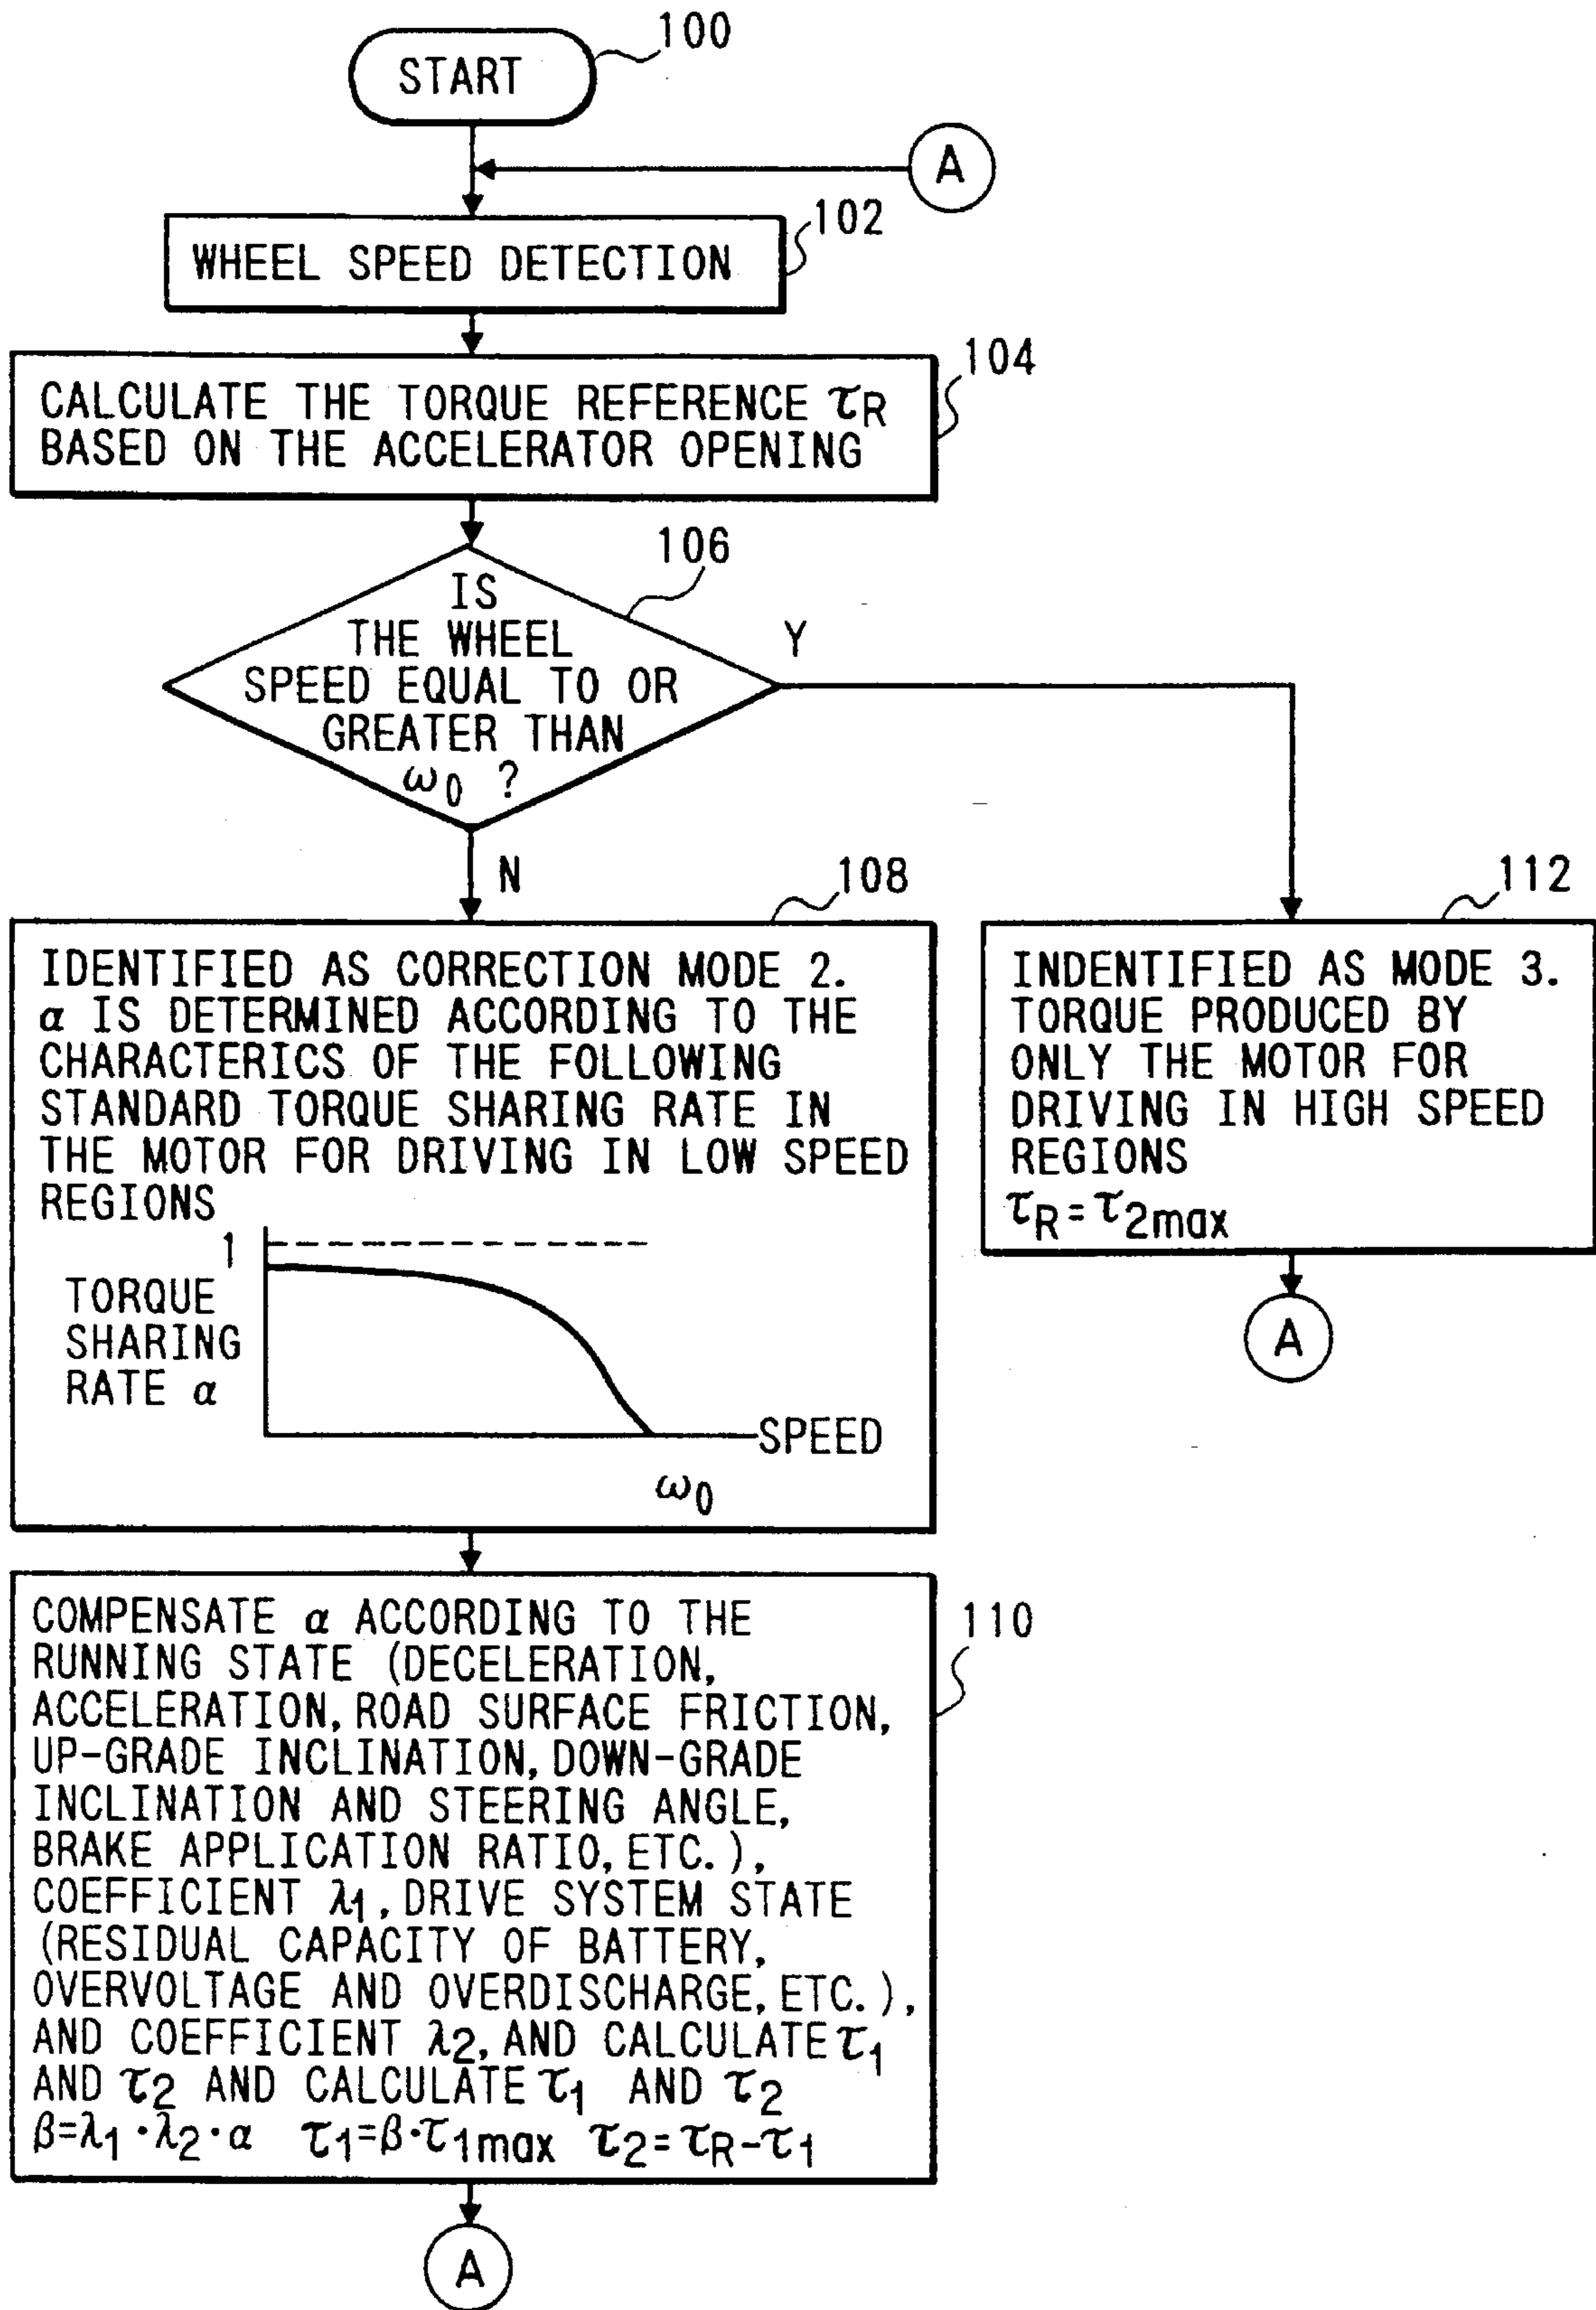 START
100
A
102
WHEEL SPEED DETECTION
104
CALCULATE THE TORQUE REFERENCE τR
BASED ON THE ACCELERATOR OPENING
106
IS
THE WHEEL
SPEED EQUAL TO OR
GREATER THAN
ω0 ?
Y
N
108
IDENTIFIED AS CORRECTION MODE 2.
α IS DETERMINED ACCORDING TO THE
CHARACTERICS OF THE FOLLOWING
STANDARD TORQUE SHARING RATE IN
THE MOTOR FOR DRIVING IN LOW SPEED
REGIONS
1
TORQUE
SHARING
RATE α
SPEED
ω0
112
INDENTIFIED AS MODE 3.
TORQUE PRODUCED BY
ONLY THE MOTOR FOR
DRIVING IN HIGH SPEED
REGIONS
τR=τ2max
A
110
COMPENSATE α ACCORDING TO THE
RUNNING STATE (DECELERATION,
ACCELERATION, ROAD SURFACE FRICTION,
UP-GRADE INCLINATION, DOWN-GRADE
INCLINATION AND STEERING ANGLE,
BRAKE APPLICATION RATIO, ETC.),
COEFFICIENT λ1, DRIVE SYSTEM STATE
(RESIDUAL CAPACITY OF BATTERY,
OVERVOLTAGE AND OVERDISCHARGE, ETC.),
AND COEFFICIENT λ2, AND CALCULATE τ1
AND τ2 AND CALCULATE τ1 AND τ2
β=λ1·λ2·α τ1=β·τ1max τ2=τR-τ1
A